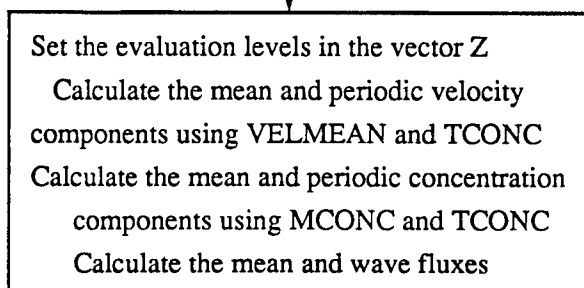 Set the evaluation levels in the vector Z
Calculate the mean and periodic velocity
components using VELMEAN and TCONC
Calculate the mean and periodic concentration
components using MCONC and TCONC
Calculate the mean and wave fluxes